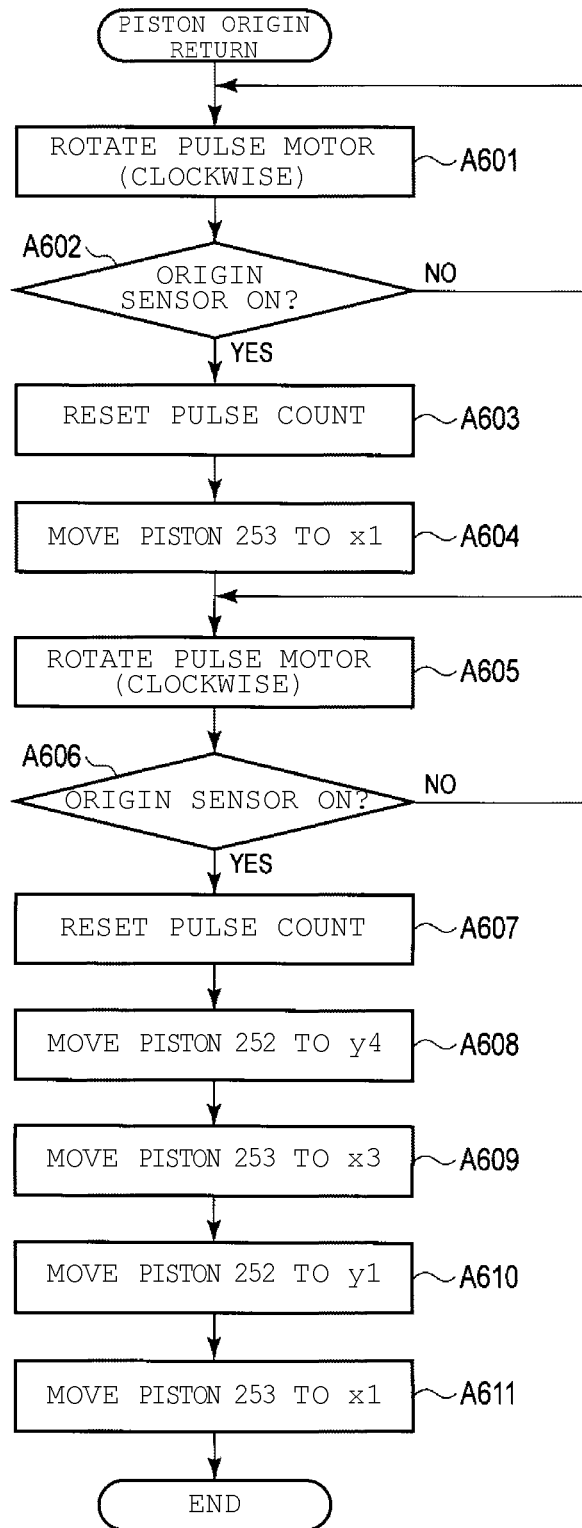 PISTON ORIGIN
RETURN
ROTATE PULSE MOTOR
(CLOCKWISE)
A601
A602
ORIGIN
SENSOR ON?
NO
YES
RESET PULSE COUNT
A603
MOVE PISTON 253 TO x1
A604
ROTATE PULSE MOTOR
(CLOCKWISE)
A605
A606
ORIGIN SENSOR ON?
NO
YES
RESET PULSE COUNT
A607
MOVE PISTON 252 TO y4
A608
MOVE PISTON 253 TO x3
A609
MOVE PISTON 252 TO y1
A610
MOVE PISTON 253 TO x1
A611
END